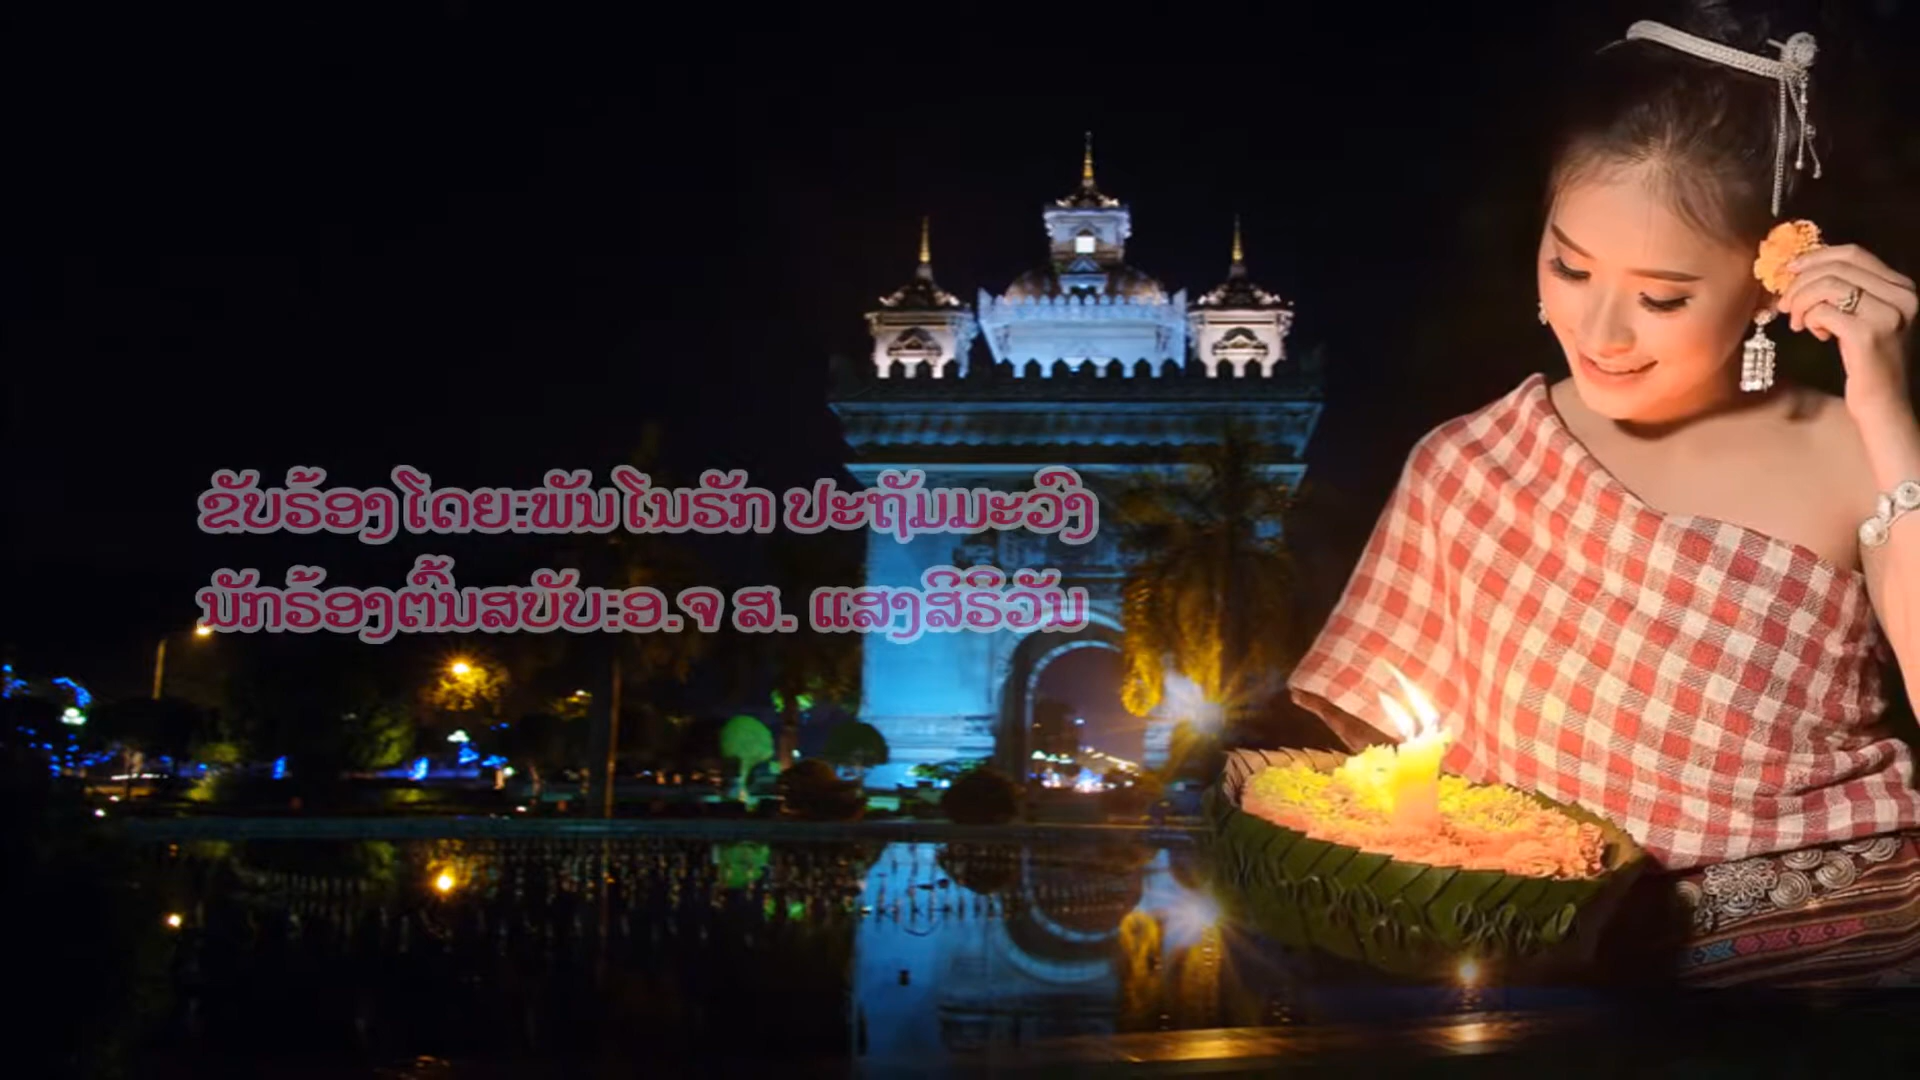 ຂັບຮ້ອງໂດຍ:ພັນໂນຮັກ ປະຖັມມະວົງ
ນັກຮ້ອງຕົ້ນສບັບ:ອ.ຈ ສ. ແສງສິຣິວັນ